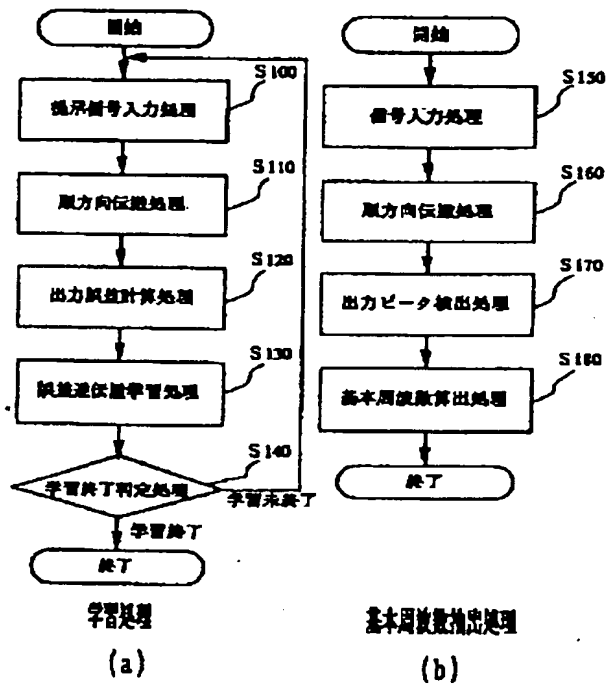 開始
S100
提示信号入力処理
S110
順方向伝搬処理
S120
出力誤差計算処理
S130
誤差逆伝搬学習処理
S140
学習終了判定処理
学習未終了
学習終了
終了
学習処理
(a)
開始
S150
信号入力処理
S160
順方向伝搬処理
S170
出力ピーク検出処理
S180
基本周波数算出処理
終了
基本周波数抽出処理
(b)